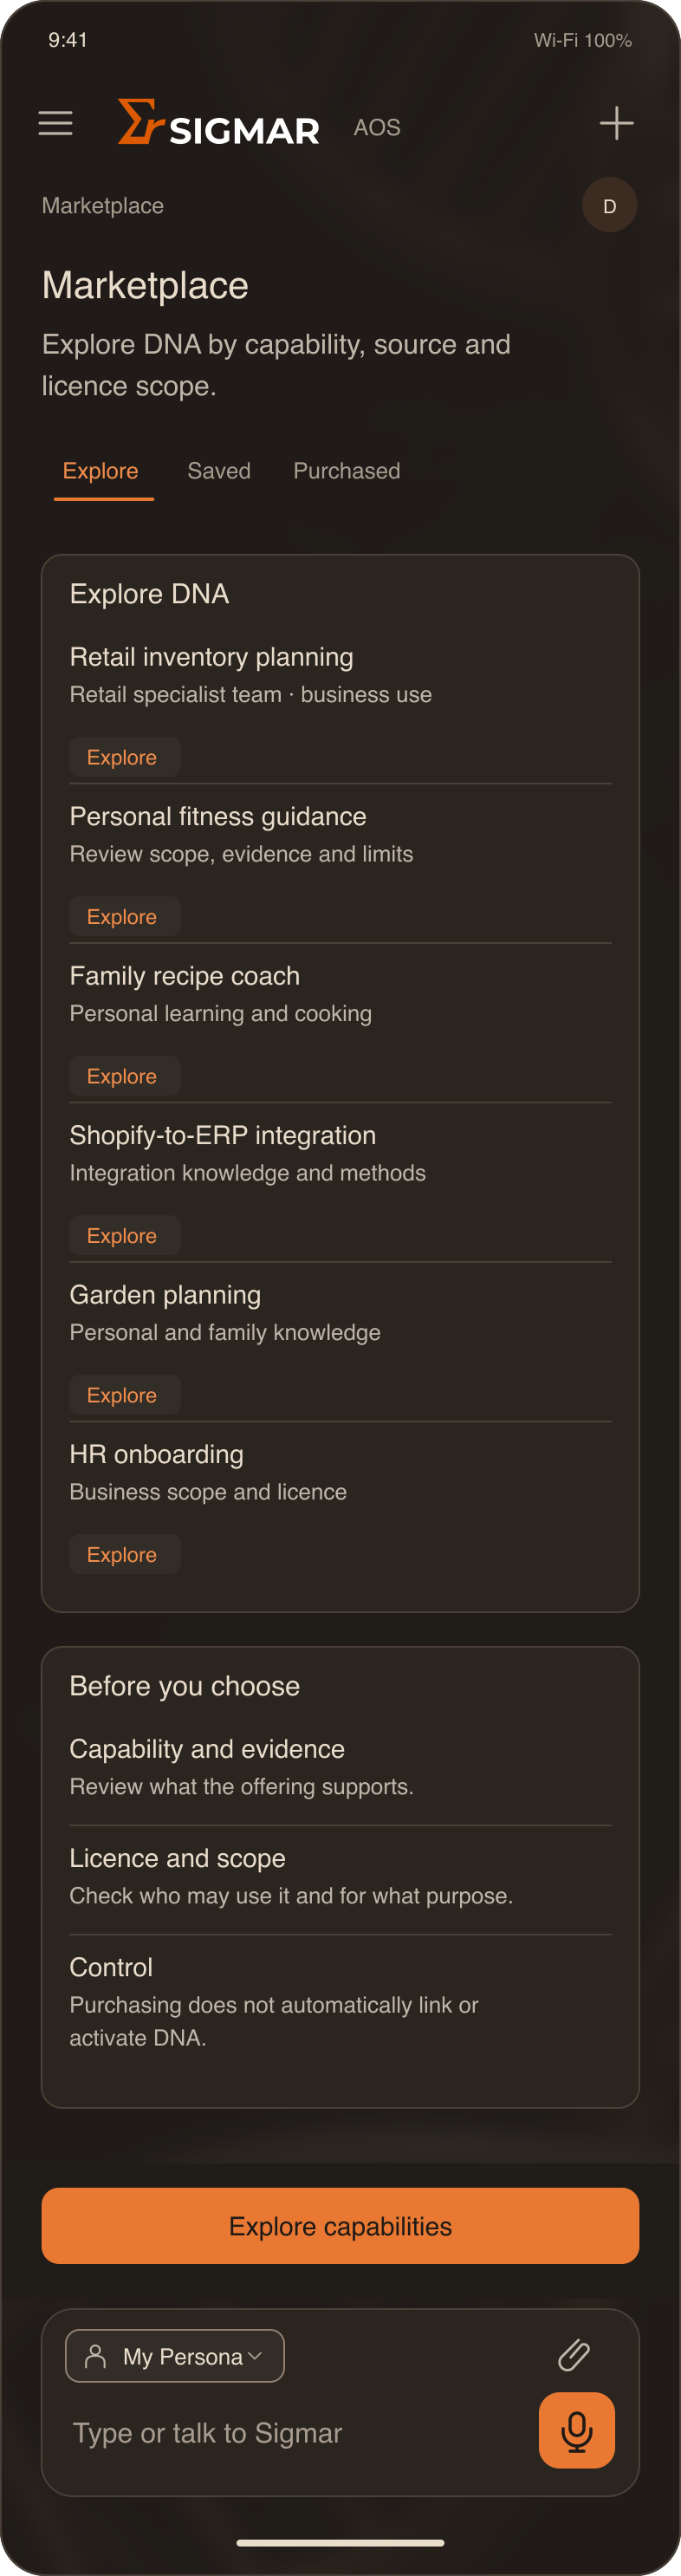 9:41
Wi-Fi 100%
Σr SIGMAR AOS
Marketplace
D
Marketplace
Explore DNA by capability, source and
licence scope.
Explore Saved Purchased
Explore DNA
Retail inventory planning
Retail specialist team · business use
Explore
Personal fitness guidance
Review scope, evidence and limits
Explore
Family recipe coach
Personal learning and cooking
Explore
Shopify-to-ERP integration
Integration knowledge and methods
Explore
Garden planning
Personal and family knowledge
Explore
HR onboarding
Business scope and licence
Explore
Before you choose
Capability and evidence
Review what the offering supports.
Licence and scope
Check who may use it and for what purpose.
Control
Purchasing does not automatically link or
activate DNA.
Explore capabilities
My Persona
Type or talk to Sigmar